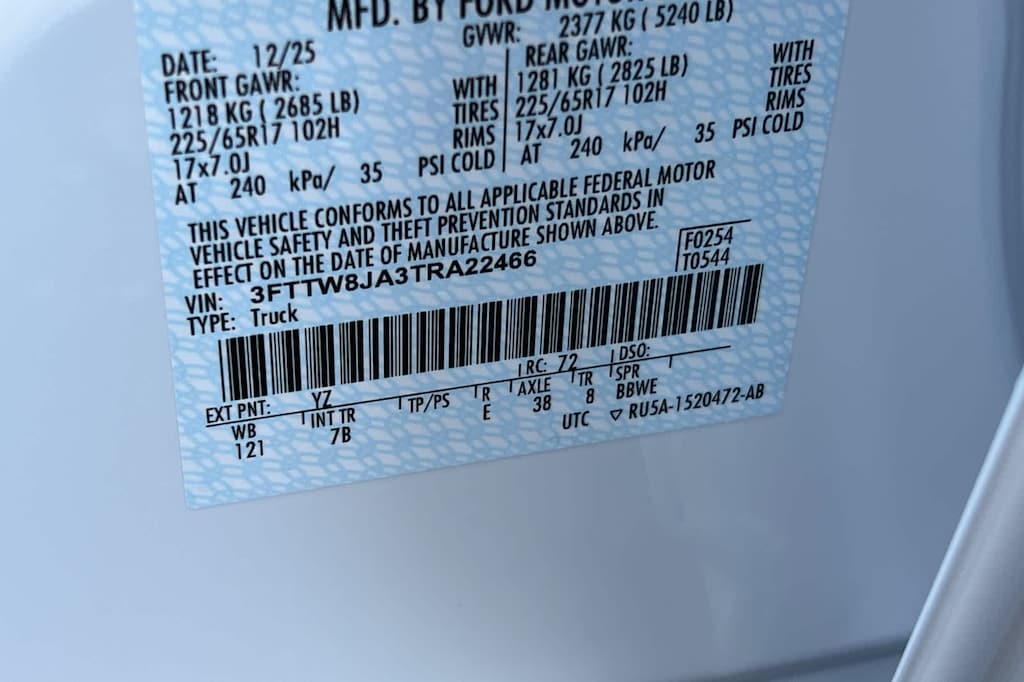 MFD. BY FORD MOTOR
GVWR: 2377 KG ( 5240 LB)
DATE: 12/25
FRONT GAWR:
1218 KG ( 2685 LB)
225/65R17 102H
17x7.0J
AT 240 kPa/ 35 PSI COLD
WITH
TIRES
RIMS
REAR GAWR:
1281 KG ( 2825 LB)
225/65R17 102H
17x7.0J
AT 240 kPa/ 35 PSI COLD
WITH
TIRES
RIMS
THIS VEHICLE CONFORMS TO ALL APPLICABLE FEDERAL MOTOR
VEHICLE SAFETY AND THEFT PREVENTION STANDARDS IN
EFFECT ON THE DATE OF MANUFACTURE SHOWN ABOVE.
VIN: 3FTTW8JA3TRA22466
TYPE: Truck
F0254
T0544
EXT PNT: YZ RC: 72 DSO:
WB INT TR TP/PS R AXLE TR SPR
121 7B E 38 8 BBWE
UTC ▽ RU5A-1520472-AB